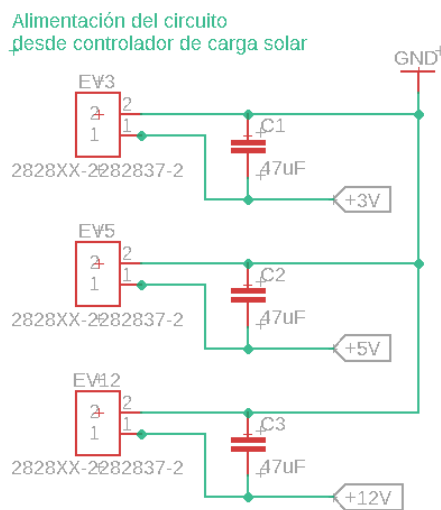 Alimentación del circuito
desde controlador de carga solar
GND
EV3
2 2
1 1
2828XX-2282837-2
C1
47uF
+3V
EV5
2 2
1 1
2828XX-2282837-2
C2
47uF
+5V
EV12
2 2
1 1
2828XX-2282837-2
C3
47uF
+12V